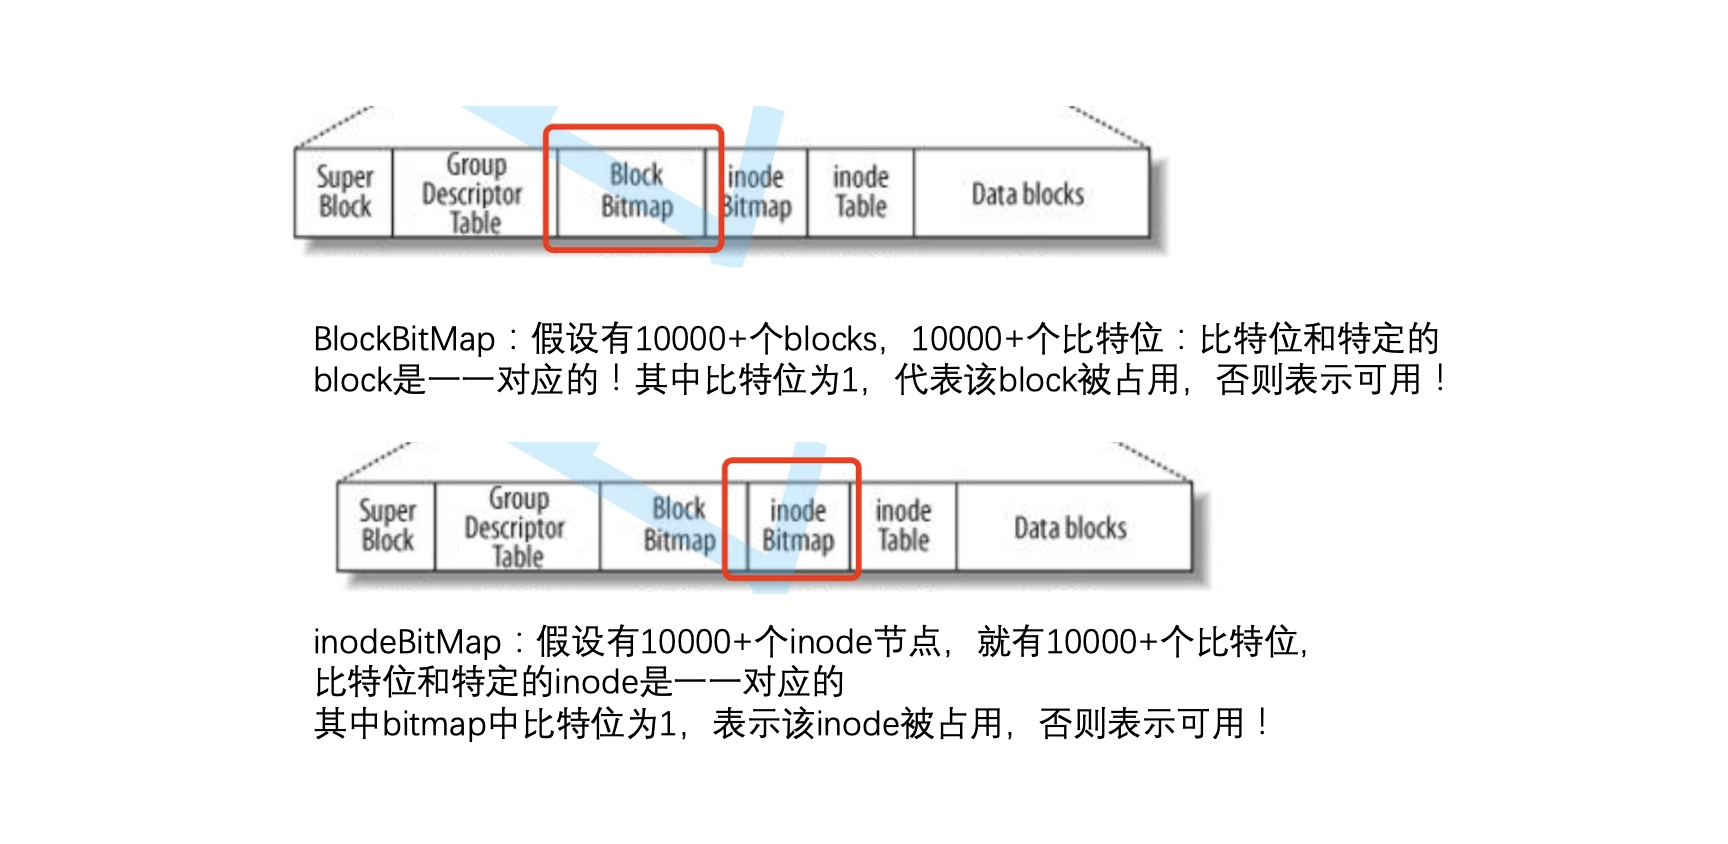 Super Block
Group Descriptor Table
Block Bitmap
inode Bitmap
inode Table
Data blocks
BlockBitMap：假设有10000+个blocks，10000+个比特位：比特位和特定的
block是一一对应的！其中比特位为1，代表该block被占用，否则表示可用！
Super Block
Group Descriptor Table
Block Bitmap
inode Bitmap
inode Table
Data blocks
inodeBitMap：假设有10000+个inode节点，就有10000+个比特位，
比特位和特定的inode是一一对应的
其中bitmap中比特位为1，表示该inode被占用，否则表示可用！